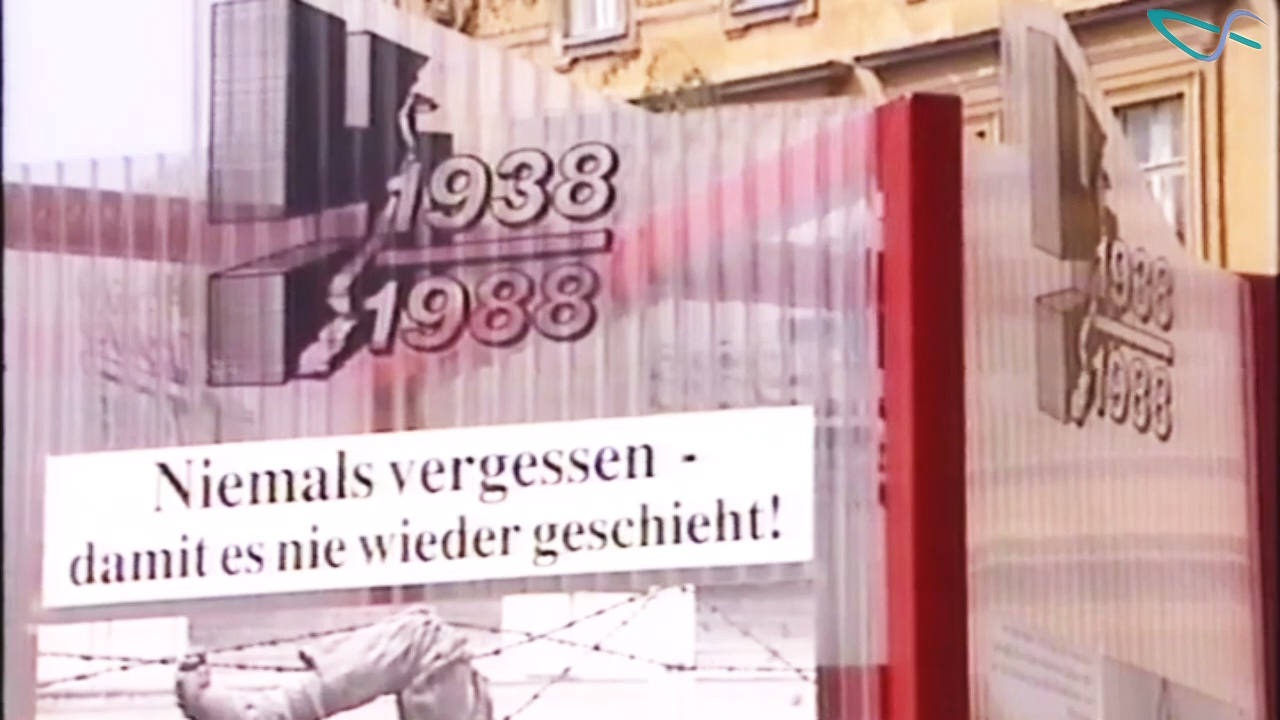 1938
1988
1938
1988
Niemals vergessen -
damit es nie wieder geschieht!